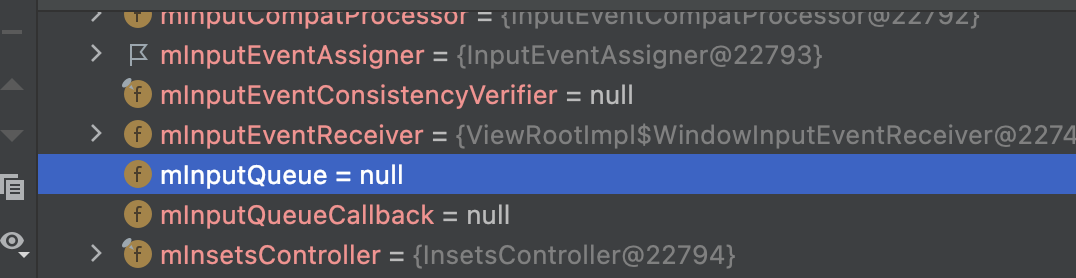 mInputCompatProcessor = {InputEventCompatProcessor@22792}
mInputEventAssigner = {InputEventAssigner@22793}
f mInputEventConsistencyVerifier = null
f mInputEventReceiver = {ViewRootImpl$WindowInputEventReceiver@2274
f mInputQueue = null
f mInputQueueCallback = null
f mInsetsController = {InsetsController@22794}